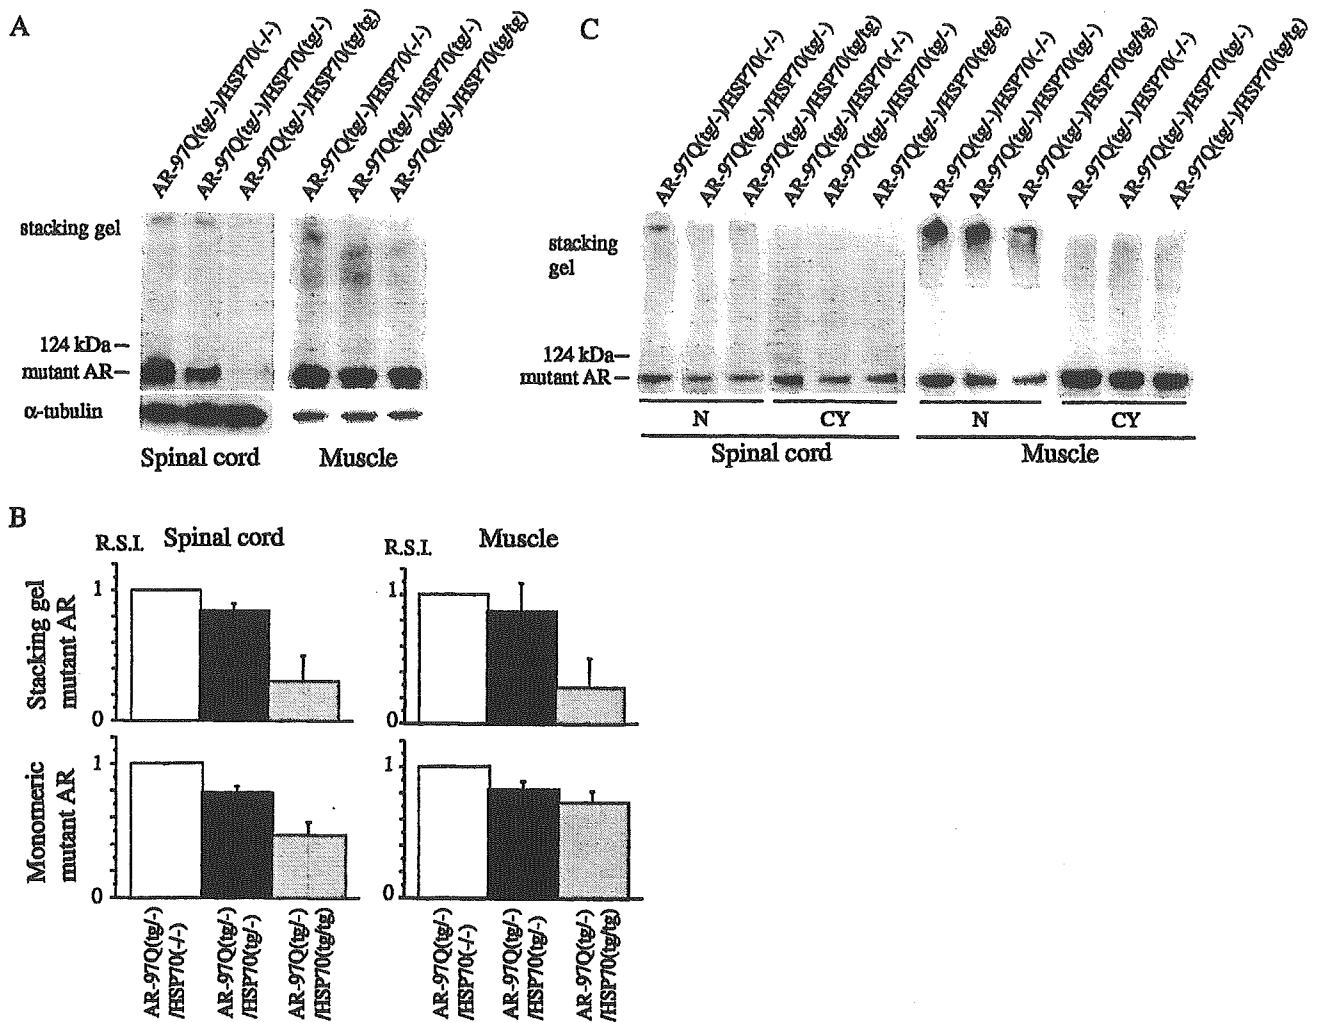 A
AR-97Q(tg/-)/HSP70(-/-)
AR-97Q(tg/-)/HSP70(tg/-)
AR-97Q(tg/-)/HSP70(tg/tg)
AR-97Q(tg/-)/HSP70(-/-)
AR-97Q(tg/-)/HSP70(tg/-)
AR-97Q(tg/-)/HSP70(tg/tg)
stacking gel
124 kDa
mutant AR
α-tubulin
Spinal cord
Muscle
C
AR-97Q(tg/-)/HSP70(-/-)
AR-97Q(tg/-)/HSP70(tg/-)
AR-97Q(tg/-)/HSP70(tg/tg)
AR-97Q(tg/-)/HSP70(-/-)
AR-97Q(tg/-)/HSP70(tg/-)
AR-97Q(tg/-)/HSP70(tg/tg)
AR-97Q(tg/-)/HSP70(-/-)
AR-97Q(tg/-)/HSP70(tg/-)
AR-97Q(tg/-)/HSP70(tg/tg)
AR-97Q(tg/-)/HSP70(-/-)
AR-97Q(tg/-)/HSP70(tg/-)
AR-97Q(tg/-)/HSP70(tg/tg)
stacking
gel
124 kDa
mutant AR
N
CY
N
CY
Spinal cord
Muscle
B
R.S.I.
Spinal cord
R.S.I.
Muscle
Stacking gel
mutant AR
1
0
1
0
Monomeric
mutant AR
1
0
1
0
AR-97Q(tg/-)
/HSP70(-/-)
AR-97Q(tg/-)
/HSP70(tg/-)
AR-97Q(tg/-)
/HSP70(tg/tg)
AR-97Q(tg/-)
/HSP70(-/-)
AR-97Q(tg/-)
/HSP70(tg/-)
AR-97Q(tg/-)
/HSP70(tg/tg)